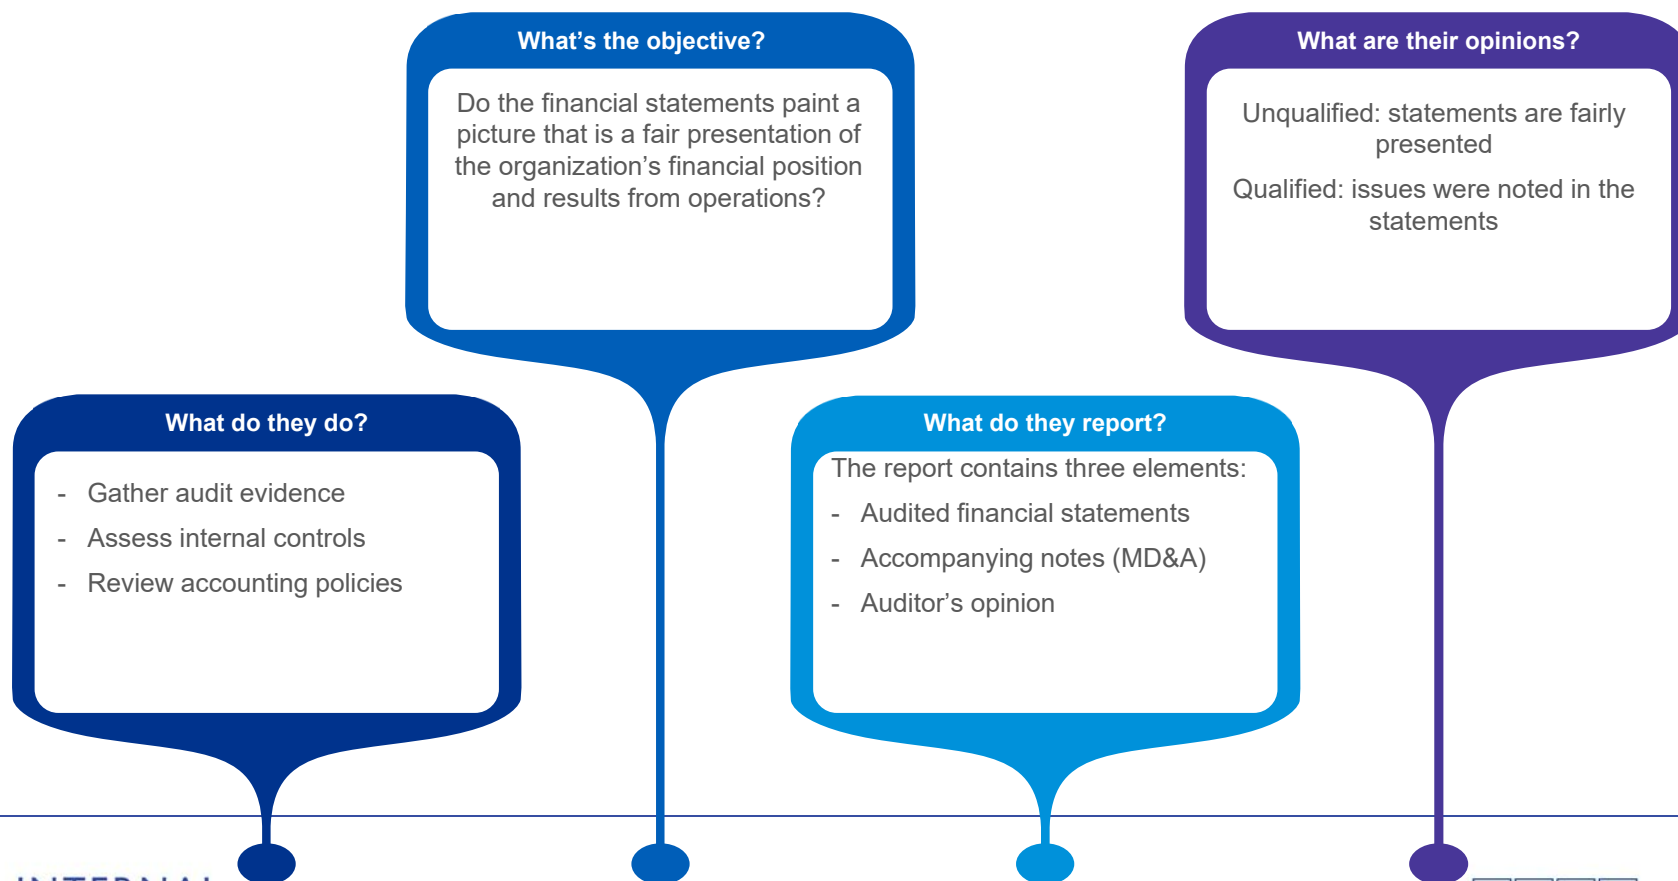 What's the objective?
Do the financial statements paint a
picture that is a fair presentation of
the organization's financial position
and results from operations?
What are their opinions?
Unqualified: statements are fairly
presented
Qualified: issues were noted in the
statements
What do they do?
- Gather audit evidence
- Assess internal controls
- Review accounting policies
What do they report?
The report contains three elements:
- Audited financial statements
- Accompanying notes (MD&A)
- Auditor's opinion
INTERNAL